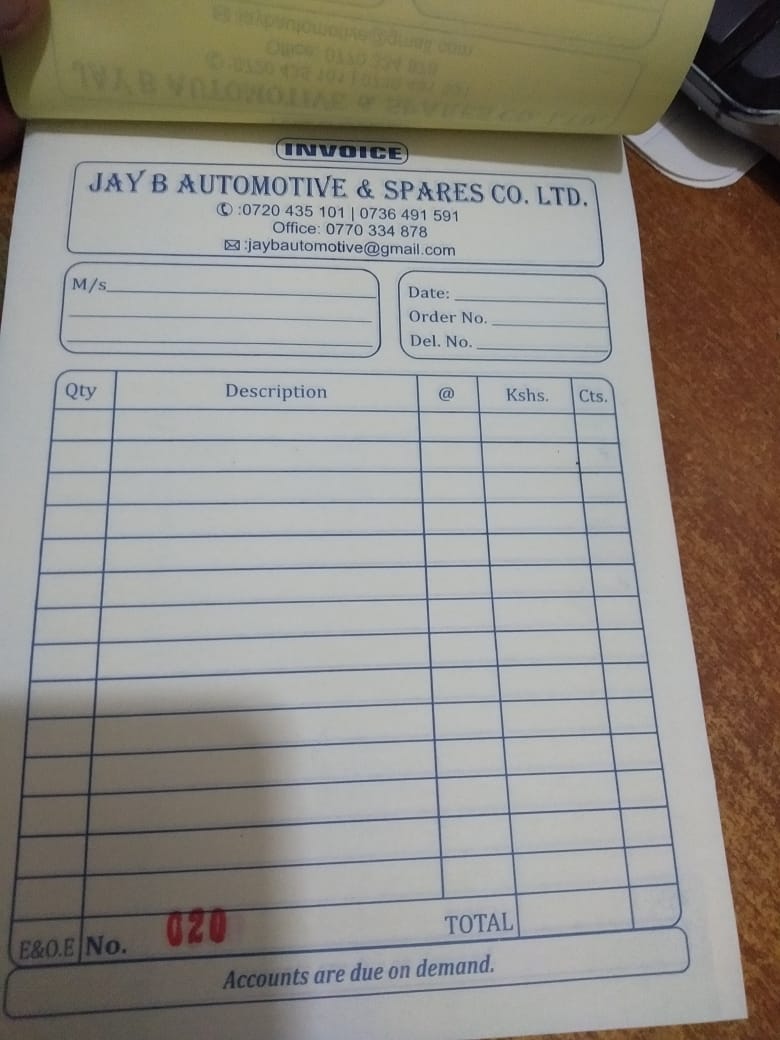 INVOICE
JAY B AUTOMOTIVE & SPARES CO. LTD.
✆ :0720 435 101 | 0736 491 591
Office: 0770 334 878
✉ :jaybautomotive@gmail.com
M/s
Date:
Order No.
Del. No.
Qty Description @ Kshs. Cts.
E&O.E No. 020 TOTAL
Accounts are due on demand.